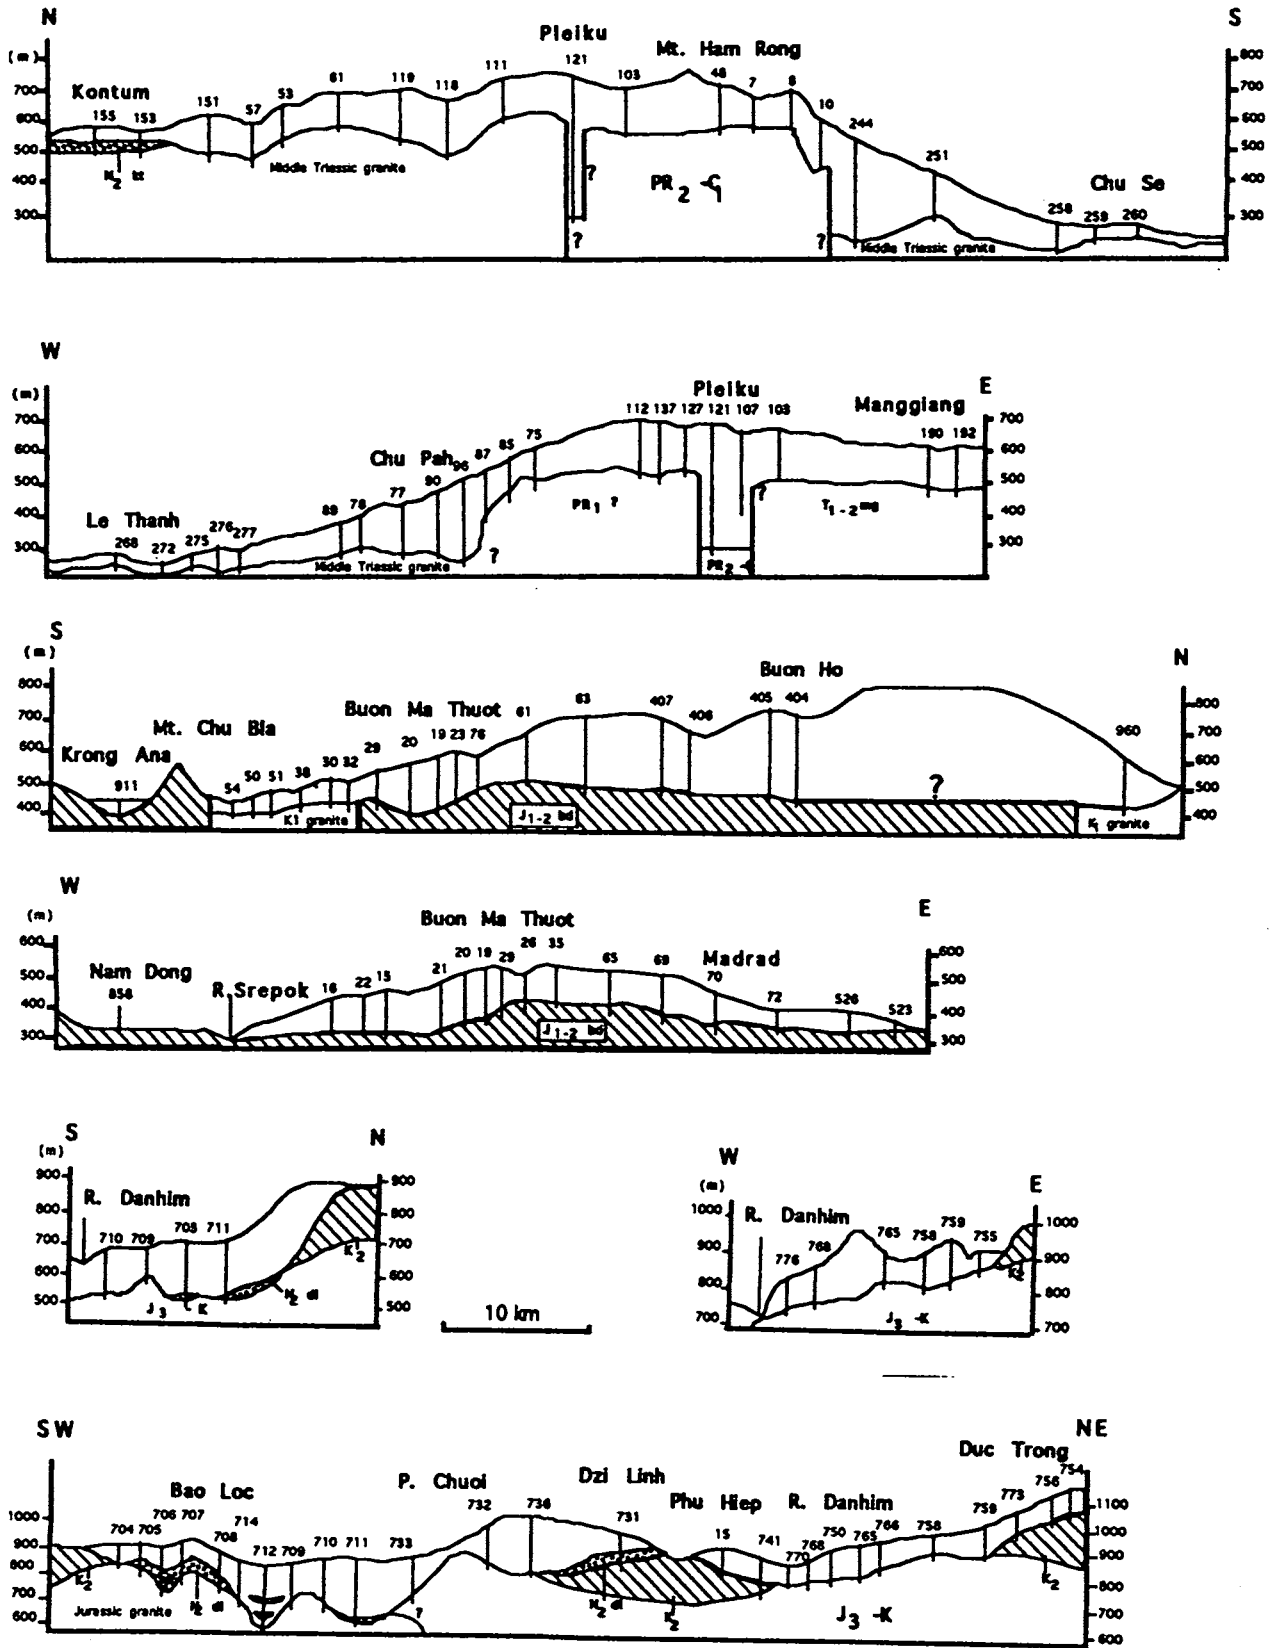 N
S
Pleiku
Mt. Ham Rong
(m)
121
111
103
48
7
8
10
244
251
Kontum
155
153
151
57
53
61
119
118
Middle Triassic granite
N2 kt
PR2 -Ꞓ1
?
?
?
Chu Se
258
259
260
Middle Triassic granite
700
600
500
400
300
800
700
600
500
400
300
W
E
(m)
Pleiku
Manggiang
112
137
127
121
107
103
190
192
Chu Pah
96
87
85
75
89
78
77
90
Le Thanh
268
272
275
276
277
Middle Triassic granite
?
PR1 ?
PR2 -Ꞓ
?
T1-2 mg
700
600
500
400
300
700
600
500
400
300
S
N
(m)
Buon Ho
Buon Ma Thuot
Mt. Chu Bla
Krong Ana
911
54
50
51
38
30
32
29
20
19
23
76
61
63
407
406
405
404
960
K1 granite
J1-2 bd
?
K1 granite
800
700
600
500
400
800
700
600
500
400
W
E
(m)
Buon Ma Thuot
Nam Dong
R.Srepok
Madrad
858
16
22
15
21
20
19
29
26
35
65
69
70
72
526
523
J1-2 bd
600
500
400
300
600
500
400
300
S
N
(m)
R. Danhim
710
709
705
711
J3 - K
N2 dl
K2
900
800
700
600
500
900
800
700
600
500
10 km
W
E
(m)
R. Danhim
776
768
765
758
759
755
K2
J3 -K
1000
900
800
700
1000
900
800
700
SW
NE
Duc Trong
Bao Loc
P. Chuoi
Dzi Linh
Phu Hiep
R. Danhim
704
705
706
707
708
714
712
709
710
711
733
732
736
731
15
741
770
768
750
765
766
758
759
773
756
754
K2
Jurassic granite
N2 dl
?
N2 dl
K2
J3 -K
K2
1000
900
800
700
600
1100
1000
900
800
700
600